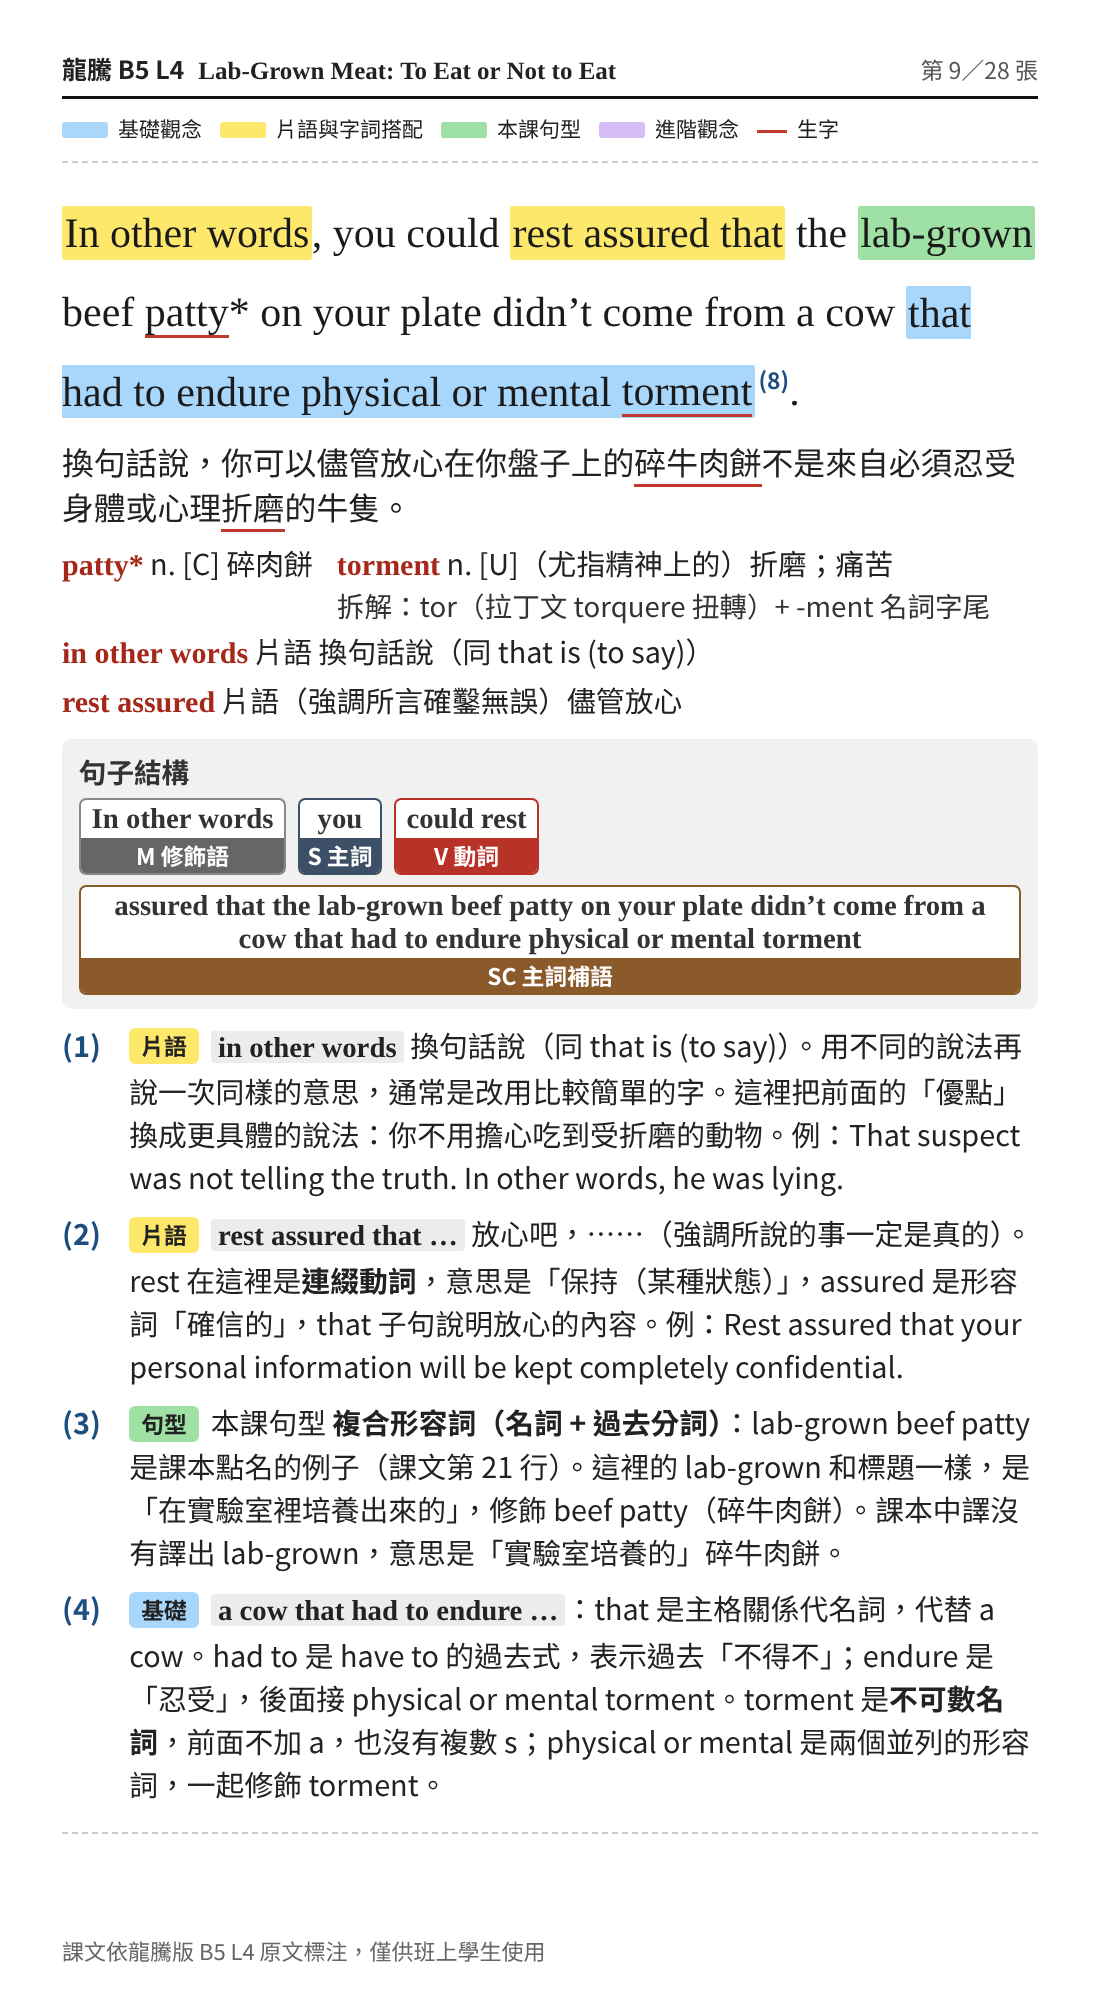 龍騰 B5 L4 Lab-Grown Meat: To Eat or Not to Eat 第 9／28 張
基礎觀念 片語與字詞搭配 本課句型 進階觀念 生字
In other words, you could rest assured that the lab-grown
beef patty* on your plate didn’t come from a cow that
had to endure physical or mental torment(8).
換句話說，你可以儘管放心在你盤子上的碎牛肉餅不是來自必須忍受
身體或心理折磨的牛隻。
patty* n. [C] 碎肉餅 torment n. [U]（尤指精神上的）折磨；痛苦
拆解：tor（拉丁文 torquere 扭轉）+ -ment 名詞字尾
in other words 片語 換句話說（同 that is (to say)）
rest assured 片語（強調所言確鑿無誤）儘管放心
句子結構
In other words you could rest
M 修飾語 S 主詞 V 動詞
assured that the lab-grown beef patty on your plate didn’t come from a
cow that had to endure physical or mental torment
SC 主詞補語
(1) 片語 in other words 換句話說（同 that is (to say)）。用不同的說法再
說一次同樣的意思，通常是改用比較簡單的字。這裡把前面的「優點」
換成更具體的說法：你不用擔心吃到受折磨的動物。例：That suspect
was not telling the truth. In other words, he was lying.
(2) 片語 rest assured that … 放心吧，……（強調所說的事一定是真的）。
rest 在這裡是連綴動詞，意思是「保持（某種狀態）」，assured 是形容
詞「確信的」，that 子句說明放心的內容。例：Rest assured that your
personal information will be kept completely confidential.
(3) 句型 本課句型 複合形容詞（名詞 + 過去分詞）：lab-grown beef patty
是課本點名的例子（課文第 21 行）。這裡的 lab-grown 和標題一樣，是
「在實驗室裡培養出來的」，修飾 beef patty（碎牛肉餅）。課本中譯沒
有譯出 lab-grown，意思是「實驗室培養的」碎牛肉餅。
(4) 基礎 a cow that had to endure …：that 是主格關係代名詞，代替 a
cow。had to 是 have to 的過去式，表示過去「不得不」；endure 是
「忍受」，後面接 physical or mental torment。torment 是不可數名
詞，前面不加 a，也沒有複數 s；physical or mental 是兩個並列的形容
詞，一起修飾 torment。
課文依龍騰版 B5 L4 原文標注，僅供班上學生使用